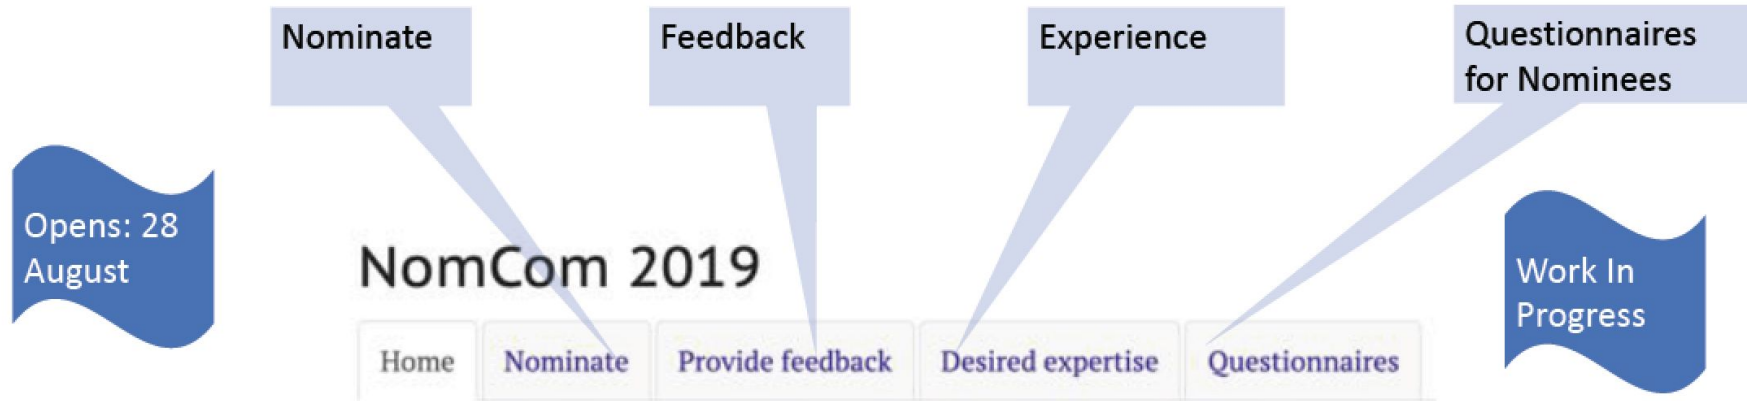 Nominate
Feedback
Experience
Questionnaires
for Nominees
Opens: 28
August
NomCom 2019
Work In
Progress
Home
Nominate
Provide feedback
Desired expertise
Questionnaires